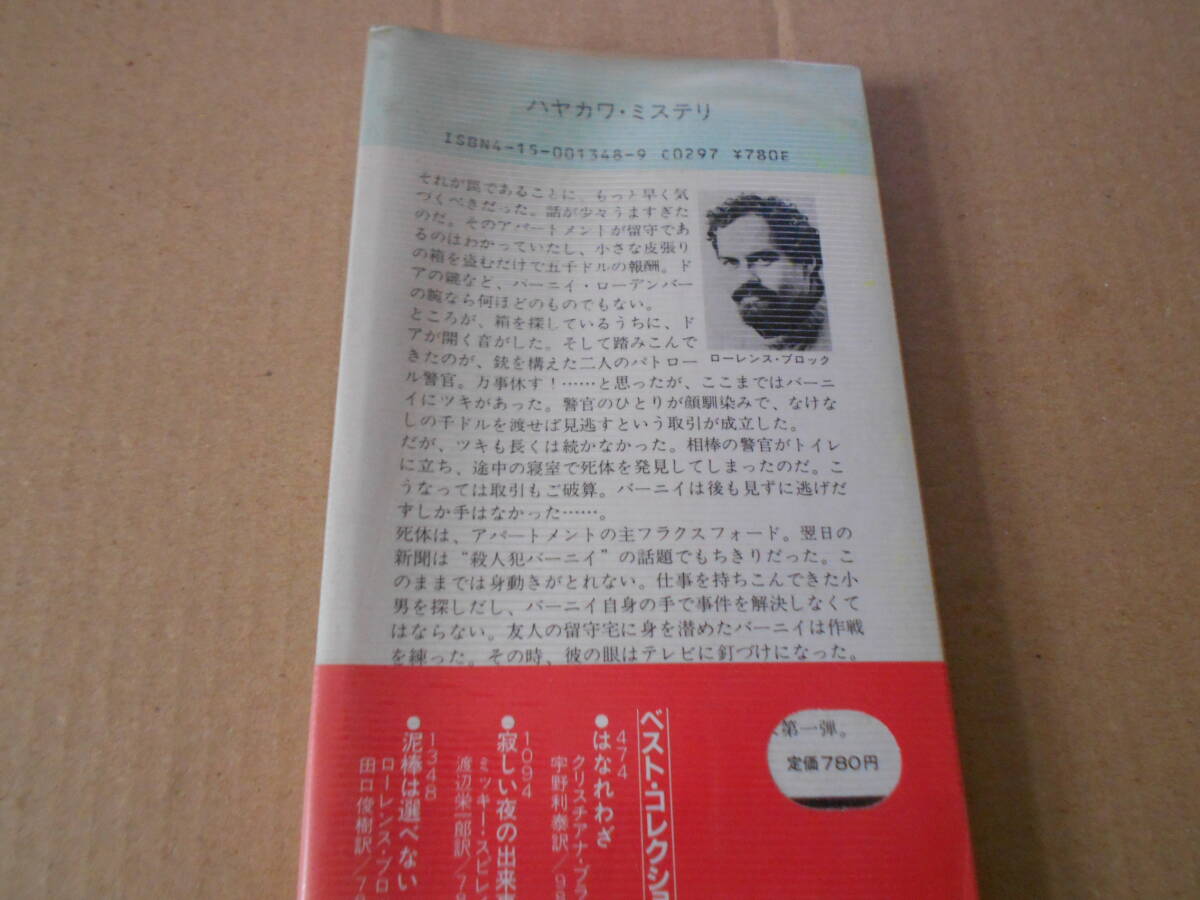 ハヤカワ・ミステリ
ISBN4-15-001348-9 C0297 ¥780E
それが罠であることに、もっと早く気
づくべきだった。話が少々うますぎた
のだ。そのアパートメントが留守であ
るのはわかっていたし、小さな皮張り
の箱を盗むだけで五千ドルの報酬。ド
アの鍵など、バーニイ・ローデンバー
の腕なら何ほどのものでもない。
ところが、箱を探しているうちに、ド
アが開く音がした。そして踏みこんで
きたのが、銃を構えた二人のパトロー
ル警官。万事休す！……と思ったが、ここまではバーニ
イにツキがあった。警官のひとりが顔馴染みで、なけな
しの千ドルを渡せば見逃すという取引が成立した。
だが、ツキも長くは続かなかった。相棒の警官がトイレ
に立ち、途中の寝室で死体を発見してしまったのだ。こ
うなっては取引もご破算。バーニイは後も見ずに逃げだ
すしか手はなかった……。
死体は、アパートメントの主フラクスフォード。翌日の
新聞は“殺人犯バーニイ”の話題でもちきりだった。こ
のままでは身動きがとれない。仕事を持ちこんできた小
男を探しだし、バーニイ自身の手で事件を解決しなくて
はならない。友人の留守宅に身を潜めたバーニイは作戦
を練った。その時、彼の眼はテレビに釘づけになった。
ローレンス・ブロック
ベスト・コレクショ
474
●はなれわざ
クリスチアナ・ブラ
宇野利泰訳/98
1094
●寂しい夜の出来事
ミッキー・スピレイ
渡辺栄一郎訳/78
1348
●泥棒は選べない
ローレンス・ブロ
田口俊樹訳/78
第一弾。
定価780円